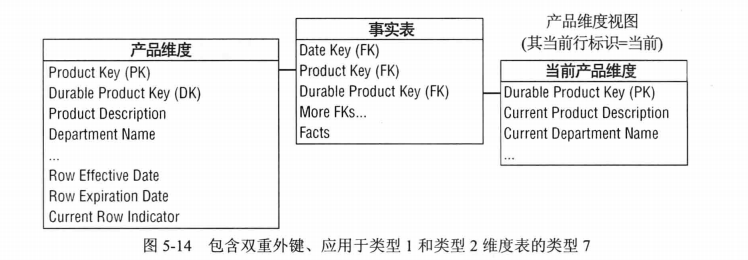 产品维度
Product Key (PK)
Durable Product Key (DK)
Product Description
Department Name
...
Row Effective Date
Row Expiration Date
Current Row Indicator
事实表
Date Key (FK)
Product Key (FK)
Durable Product Key (FK)
More FKs...
Facts
产品维度视图
(其当前行标识=当前)
当前产品维度
Durable Product Key (PK)
Current Product Description
Current Department Name
...
图 5-14 包含双重外键、应用于类型 1 和类型 2 维度表的类型 7